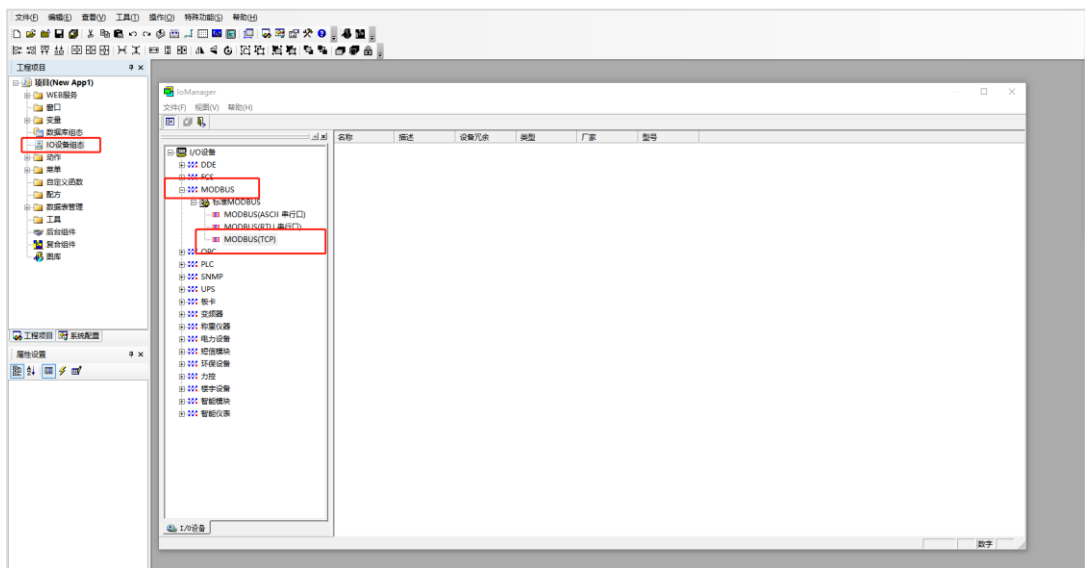 文件(F) 编辑(E) 查看(V) 工具(T) 操作(O) 特殊功能(S) 帮助(H)
工程项目
项目(New App1)
WEB服务
窗口
变量
数据库组态
IO设备组态
动作
菜单
自定义函数
配方
数据表管理
工具
后台组件
复合组件
图库
工程项目 系统配置
属性设置
IoManager
文件(F) 视图(V) 帮助(H)
名称 描述 设备冗余 类型 厂家 型号
I/O设备
DDE
FCS
MODBUS
标准MODBUS
MODBUS(ASCII 串行口)
MODBUS(RTU 串行口)
MODBUS(TCP)
OPC
PLC
SNMP
UPS
板卡
变频器
称重仪器
电力设备
短信模块
环保设备
力控
楼宇设备
智能模块
智能仪表
I/O设备
数字